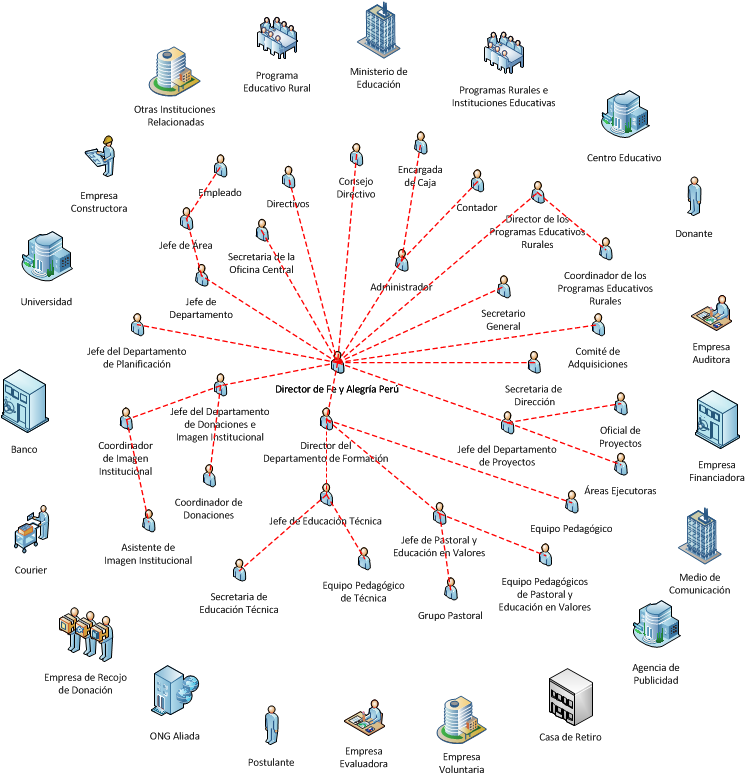 Ministerio de
Educación
Programa
Educativo Rural
Programas Rurales e
Instituciones Educativas
Otras Instituciones
Relacionadas
Centro Educativo
Empresa
Constructora
Empleado
Directivos
Consejo
Directivo
Encargada
de Caja
Contador
Director de los
Programas Educativos
Rurales
Donante
Jefe de Área
Secretaria de la
Oficina Central
Administrador
Coordinador de los
Programas Educativos
Rurales
Universidad
Jefe de
Departamento
Secretario
General
Jefe del Departamento
de Planificación
Comité de
Adquisiciones
Empresa
Auditora
Director de Fe y Alegría Perú
Secretaria de
Dirección
Banco
Coordinador
de Imagen
Institucional
Jefe del Departamento
de Donaciones e
Imagen Institucional
Director del
Departamento de Formación
Jefe del Departamento
de Proyectos
Oficial de
Proyectos
Empresa
Financiadora
Áreas Ejecutoras
Coordinador de
Donaciones
Jefe de Educación Técnica
Equipo Pedagógico
Courier
Asistente de
Imagen Institucional
Jefe de Pastoral y
Educación en Valores
Medio de
Comunicación
Secretaria de
Educación Técnica
Equipo Pedagógico
de Técnica
Grupo Pastoral
Equipo Pedagógicos
de Pastoral y
Educación en Valores
Empresa de Recojo
de Donación
Agencia de
Publicidad
ONG Aliada
Postulante
Empresa
Evaluadora
Empresa
Voluntaria
Casa de Retiro